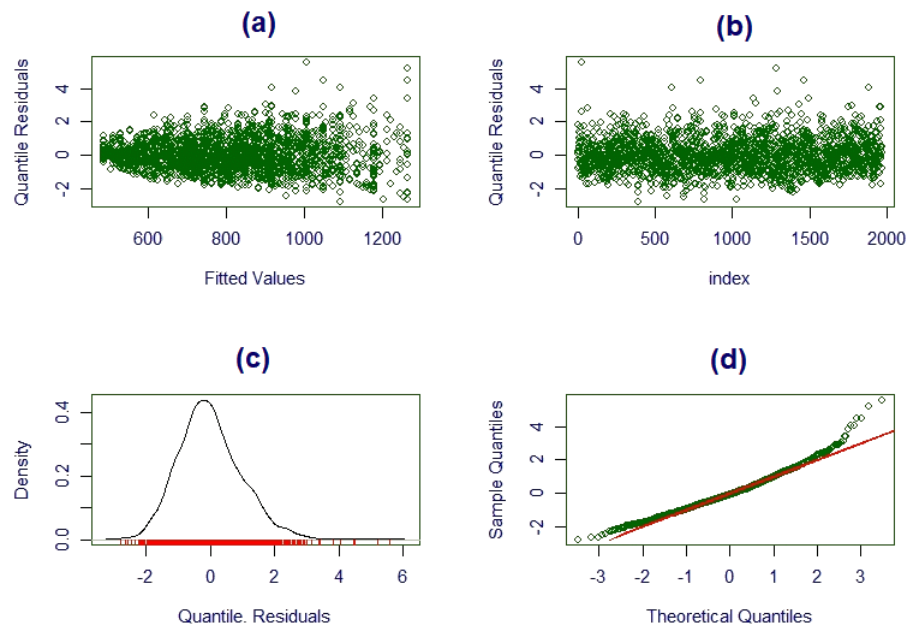 (a)
Quantile Residuals
4
2
0
-2
600 800 1000 1200
Fitted Values
(b)
Quantile Residuals
4
2
0
-2
0 500 1000 1500 2000
index
(c)
Density
0.4
0.2
0.0
-2 0 2 4 6
Quantile. Residuals
(d)
Sample Quantiles
4
2
0
-2
-3 -2 -1 0 1 2 3
Theoretical Quantiles